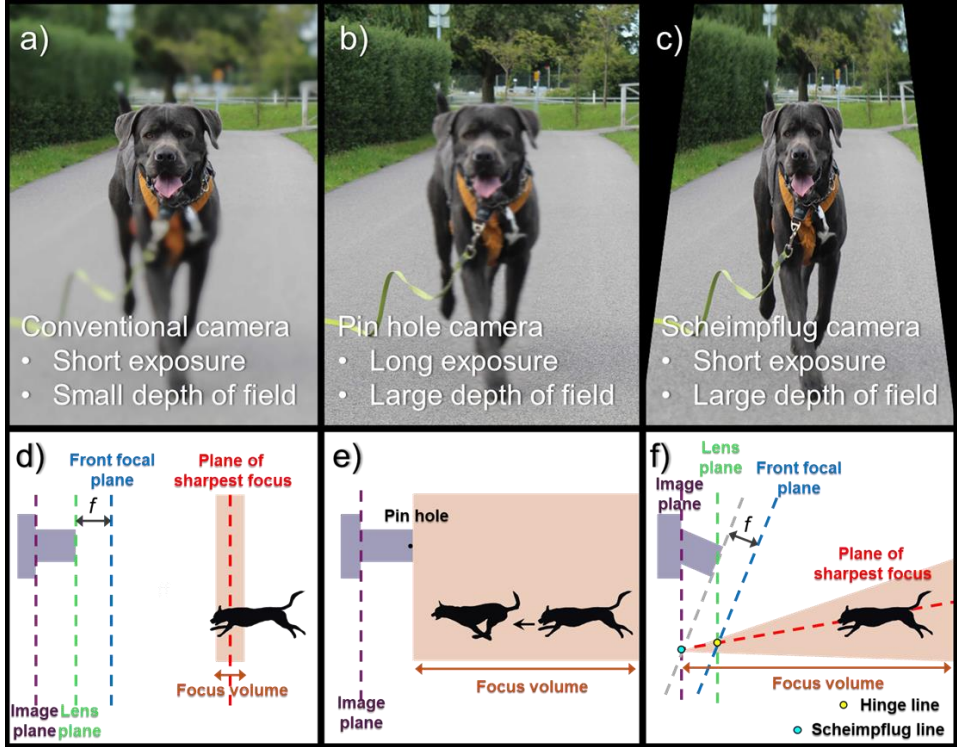 a)
Conventional camera
• Short exposure
• Small depth of field
b)
Pin hole camera
• Long exposure
• Large depth of field
c)
Scheimpflug camera
• Short exposure
• Large depth of field
d)
Front focal
plane
Plane of
sharpest focus
f
Focus volume
Image
plane
Lens
plane
e)
Pin hole
Focus volume
Image
plane
f)
Lens
plane
Image
plane
Front focal
plane
f
Plane of
sharpest focus
Focus volume
Hinge line
Scheimpflug line